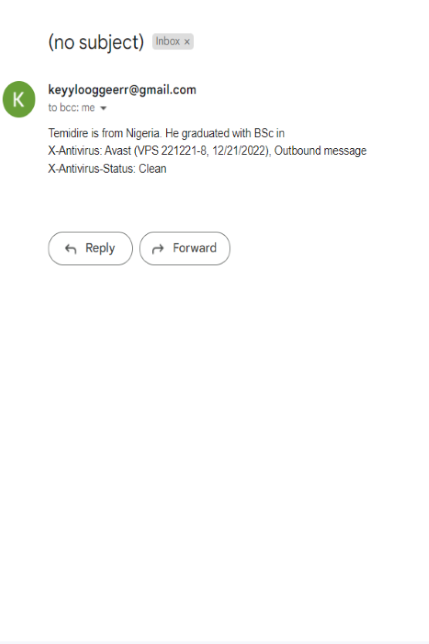 (no subject) Inbox ×
K
keyylooggeerr@gmail.com
to bcc: me
Temidire is from Nigeria. He graduated with BSc in
X-Antivirus: Avast (VPS 221221-8, 12/21/2022), Outbound message
X-Antivirus-Status: Clean
Reply Forward